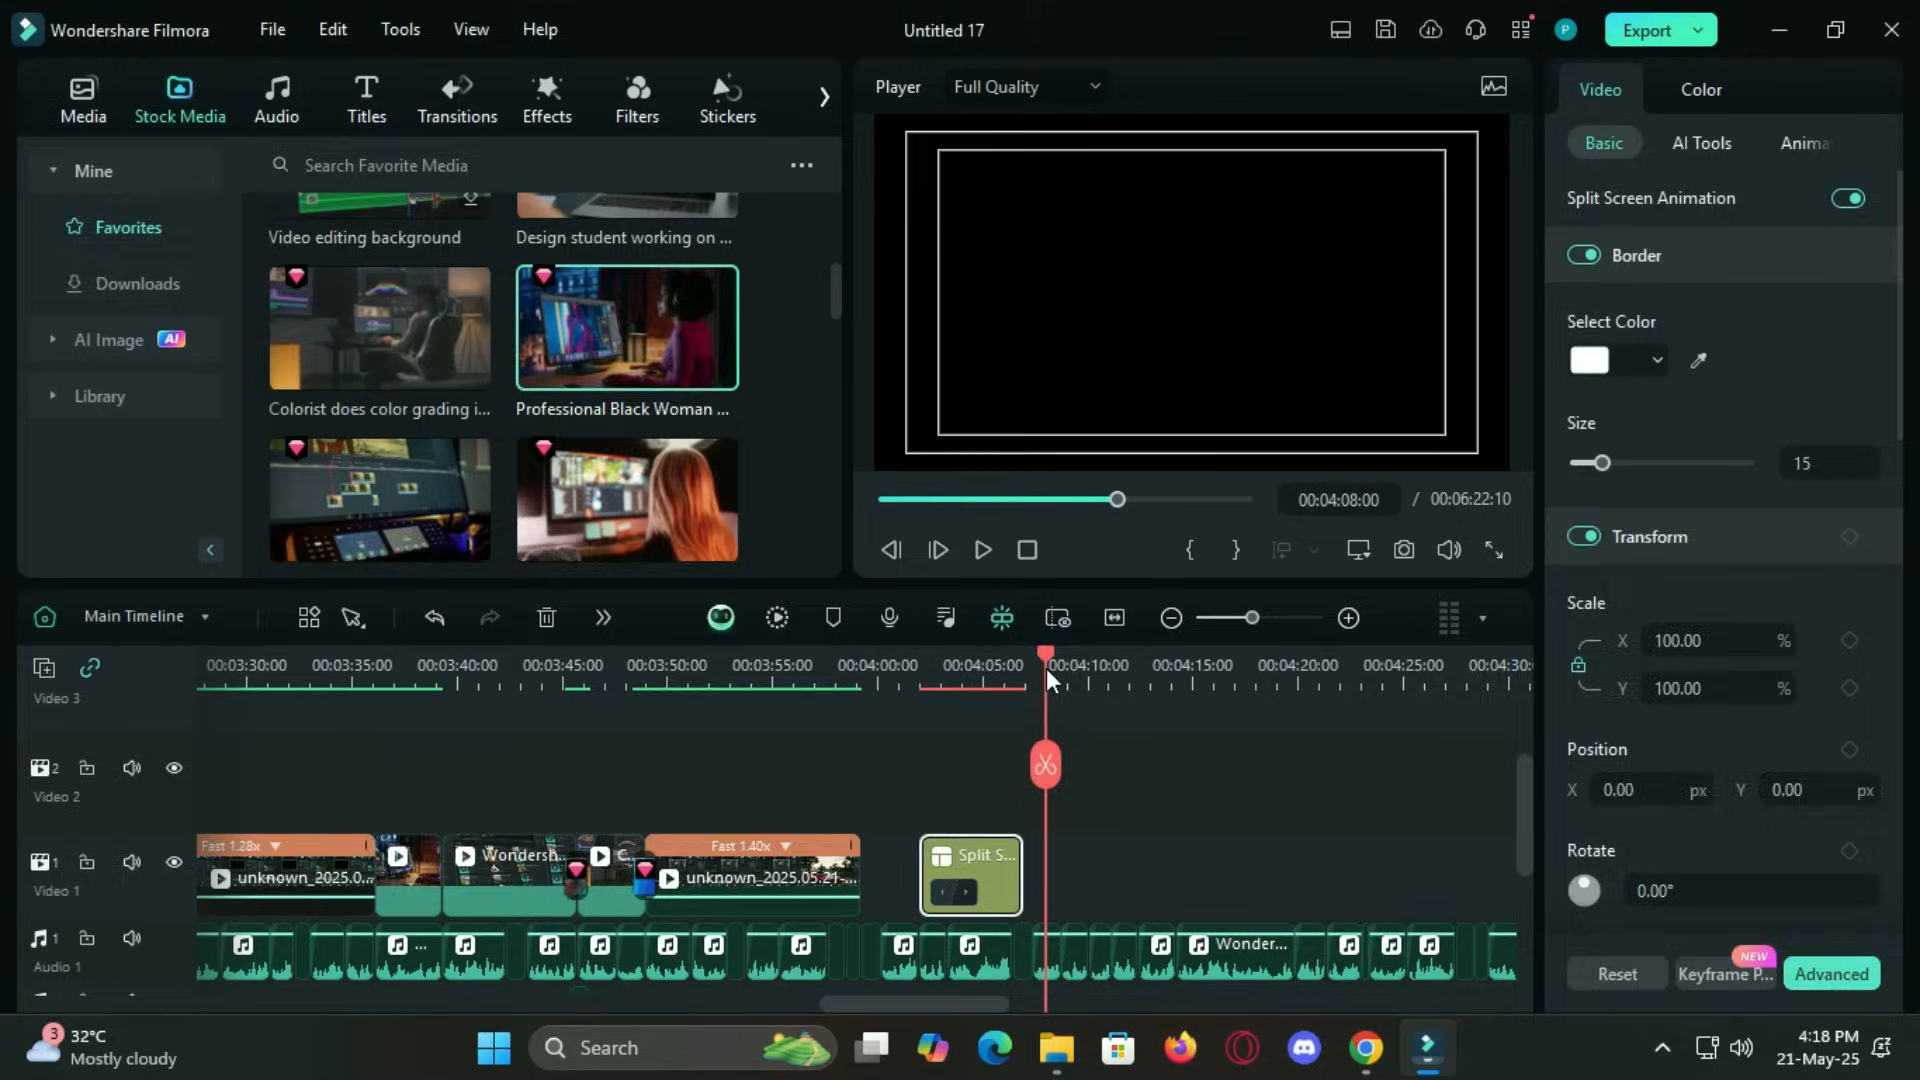 Wondershare Filmora
File
Edit
Tools
View
Help
Untitled 17
P
Export
Media
Stock Media
Audio
Titles
Transitions
Effects
Filters
Stickers
Player
Full Quality
Video
Color
Mine
Search Favorite Media
Basic
AI Tools
Anima
Favorites
Split Screen Animation
Video editing background
Design student working on ...
Border
Downloads
Select Color
AI Image
AI
Library
Colorist does color grading i...
Professional Black Woman ...
Size
15
00:04:08:00 / 00:06:22:10
Transform
Scale
X 100.00 %
Y 100.00 %
Main Timeline
00:03:30:00
00:03:35:00
00:03:40:00
00:03:45:00
00:03:50:00
00:03:55:00
00:04:00:00
00:04:05:00
00:04:10:00
00:04:15:00
00:04:20:00
00:04:25:00
00:04:30:
Video 3
Position
X 0.00 px Y 0.00 px
2
Video 2
Rotate
0.00°
Fast 1.28x
Fast 1.40x
Wondersh...
C...
Split S...
unknown_2025.0...
unknown_2025.05.21-...
1
Video 1
1
Audio 1
...
Wonder...
NEW
Reset
Keyframe P...
Advanced
3
32°C
Mostly cloudy
Search
4:18 PM
21-May-25